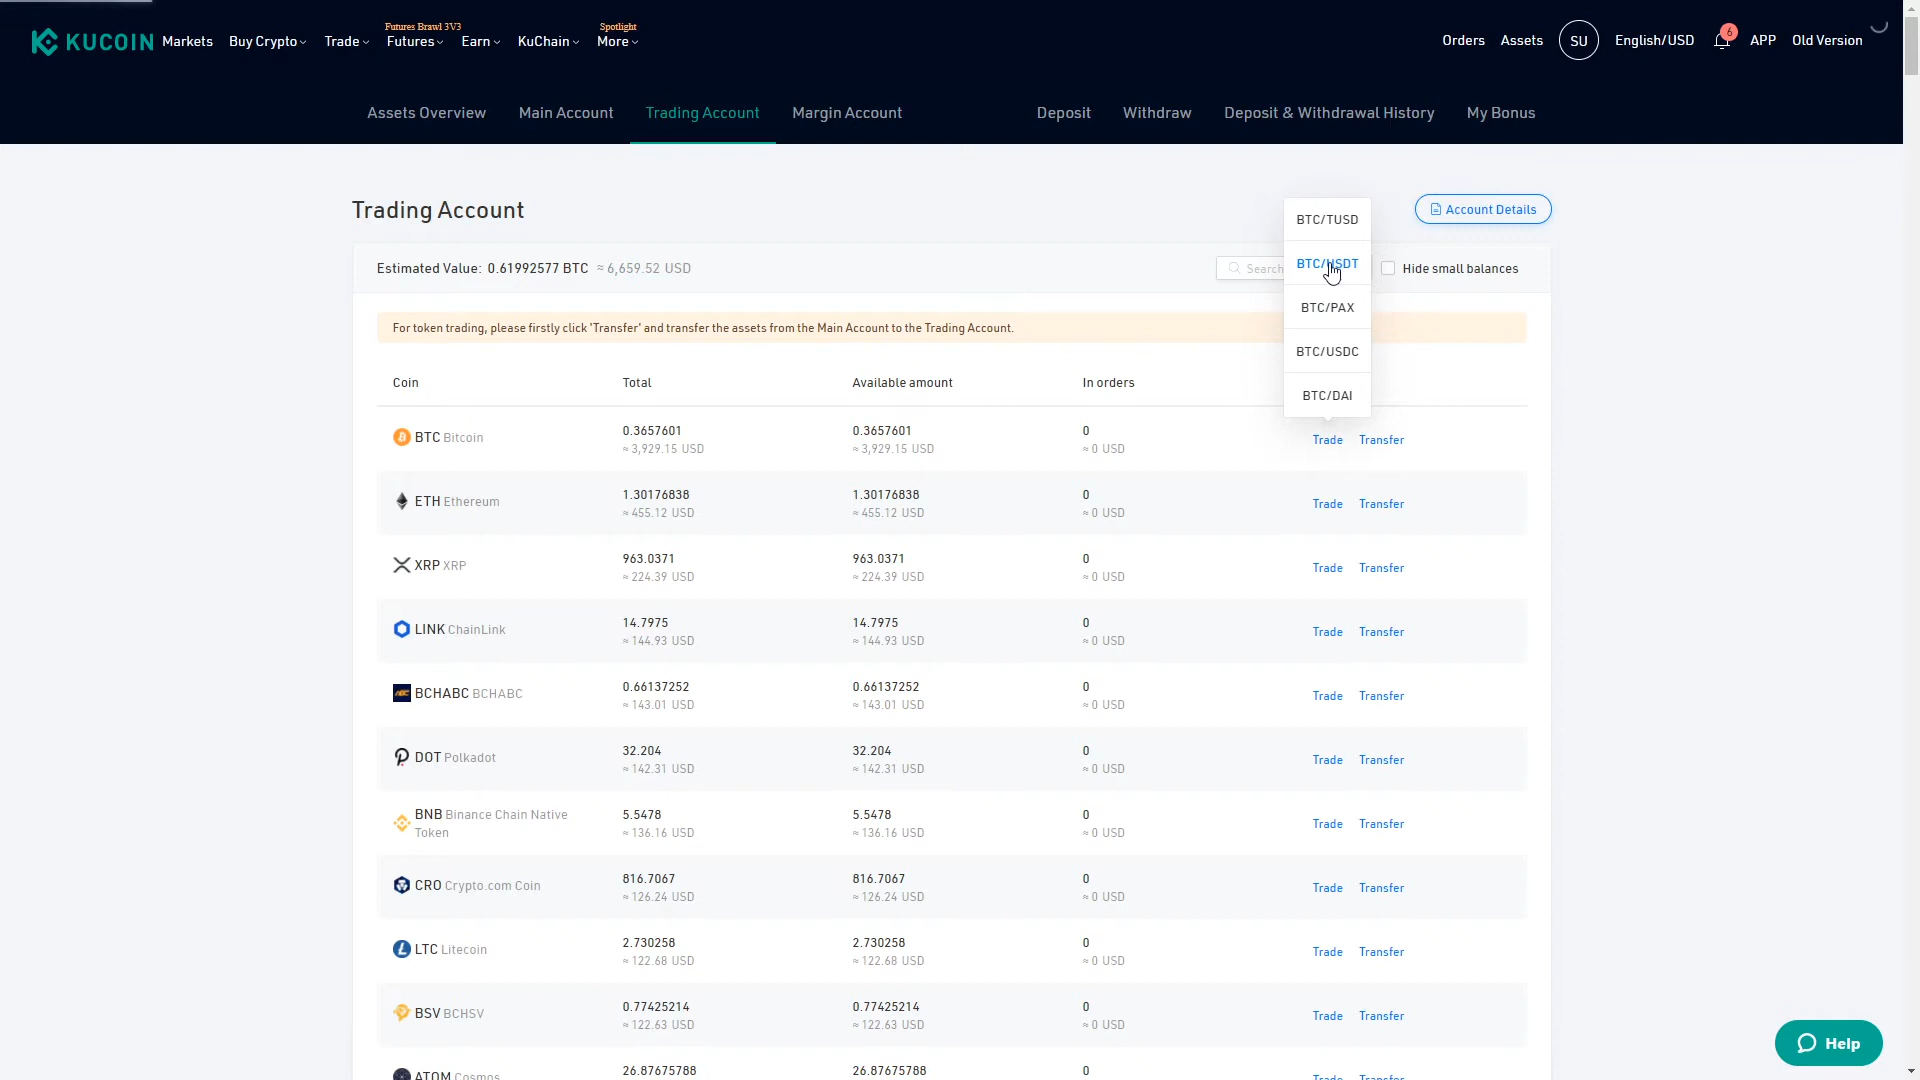 KUCOIN Markets Buy Crypto Trade Futures Brawl 3V3 Futures Earn KuChain Spotlight More Orders Assets SU English/USD 6 APP Old Version
Assets Overview Main Account Trading Account Margin Account Deposit Withdraw Deposit & Withdrawal History My Bonus
Trading Account
Account Details
Estimated Value: 0.61992577 BTC ≈ 6,659.52 USD
Search
Hide small balances
BTC/TUSD
BTC/USDT
BTC/PAX
BTC/USDC
BTC/DAI
For token trading, please firstly click 'Transfer' and transfer the assets from the Main Account to the Trading Account.
Coin Total Available amount In orders
BTC Bitcoin 0.3657601 0.3657601 0 Trade Transfer
≈ 3,929.15 USD ≈ 3,929.15 USD ≈ 0 USD
ETH Ethereum 1.30176838 1.30176838 0 Trade Transfer
≈ 455.12 USD ≈ 455.12 USD ≈ 0 USD
XRP XRP 963.0371 963.0371 0 Trade Transfer
≈ 224.39 USD ≈ 224.39 USD ≈ 0 USD
LINK ChainLink 14.7975 14.7975 0 Trade Transfer
≈ 144.93 USD ≈ 144.93 USD ≈ 0 USD
BCHABC BCHABC 0.66137252 0.66137252 0 Trade Transfer
≈ 143.01 USD ≈ 143.01 USD ≈ 0 USD
DOT Polkadot 32.204 32.204 0 Trade Transfer
≈ 142.31 USD ≈ 142.31 USD ≈ 0 USD
BNB Binance Chain Native 5.5478 5.5478 0 Trade Transfer
Token ≈ 136.16 USD ≈ 136.16 USD ≈ 0 USD
CRO Crypto.com Coin 816.7067 816.7067 0 Trade Transfer
≈ 126.24 USD ≈ 126.24 USD ≈ 0 USD
LTC Litecoin 2.730258 2.730258 0 Trade Transfer
≈ 122.68 USD ≈ 122.68 USD ≈ 0 USD
BSV BCHSV 0.77425214 0.77425214 0 Trade Transfer
≈ 122.63 USD ≈ 122.63 USD ≈ 0 USD
ATOM Cosmos 26.87675788 26.87675788 0 Trade Transfer
Help